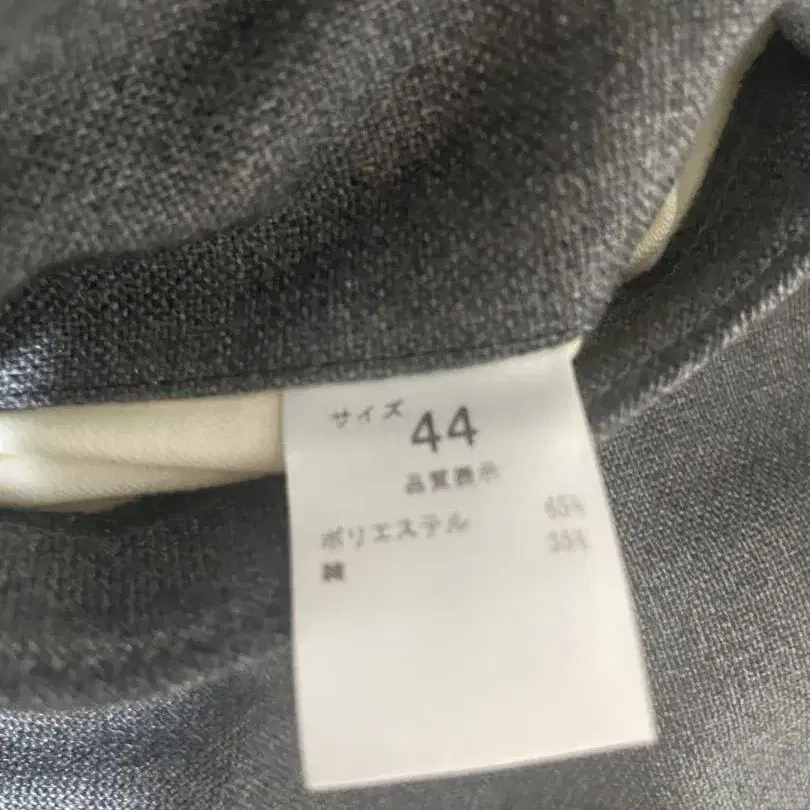 サイズ 44
品質表示
ポリエステル 65%
綿 35%